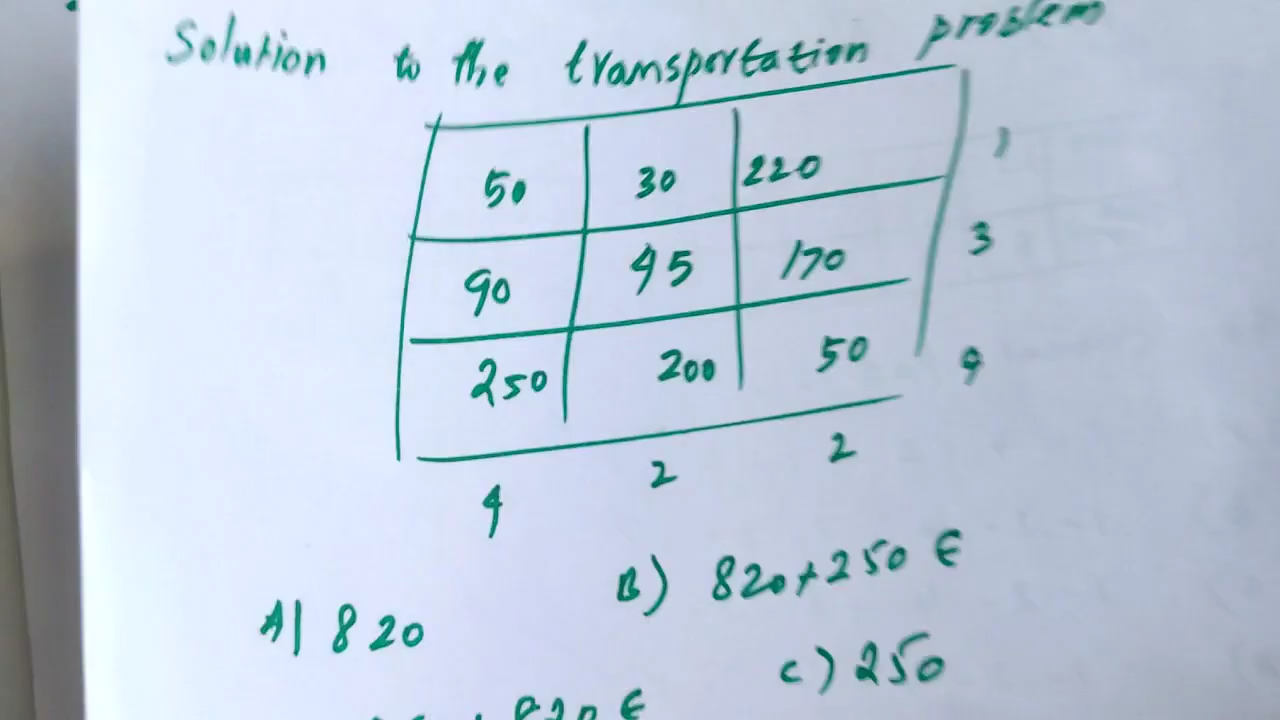 Solution to the transportation problem
50 30 220 1
90 45 170 3
250 200 50 4
4 2 2
A) 820
B) 820+250 €
C) 250
820 €